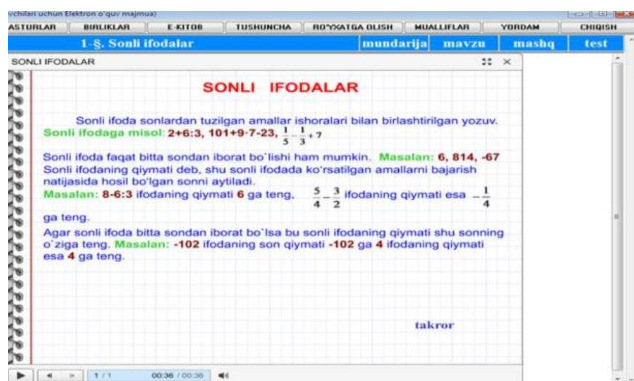 vchilari uchun Elektron o'quv majmua)
ASTURLAR BIRLIKLAR E-KITOB TUSHUNCHA RO'YXATGA OLISH MUALLIFLAR YORDAM CHIQISH
1-§. Sonli ifodalar mundarija mavzu mashq test
SONLI IFODALAR
SONLI IFODALAR
Sonli ifoda sonlardan tuzilgan amallar ishoralari bilan birlashtirilgan yozuv.
Sonli ifodaga misol: 2+6:3, 101+9·7-23, 1/5 - 1/3 + 7
Sonli ifoda faqat bitta sondan iborat bo`lishi ham mumkin. Masalan: 6, 814, -67
Sonli ifodaning qiymati deb, shu sonli ifodada ko'rsatilgan amallarni bajarish
natijasida hosil bo'lgan sonni aytiladi.
Masalan: 8-6:3 ifodaning qiymati 6 ga teng, 5/4 - 3/2 ifodaning qiymati esa - 1/4
ga teng.
Agar sonli ifoda bitta sondan iborat bo`lsa bu sonli ifodaning qiymati shu sonning
o`ziga teng. Masalan: -102 ifodaning son qiymati -102 ga 4 ifodaning qiymati
esa 4 ga teng.
takror
1 / 1 00:36 / 00:36